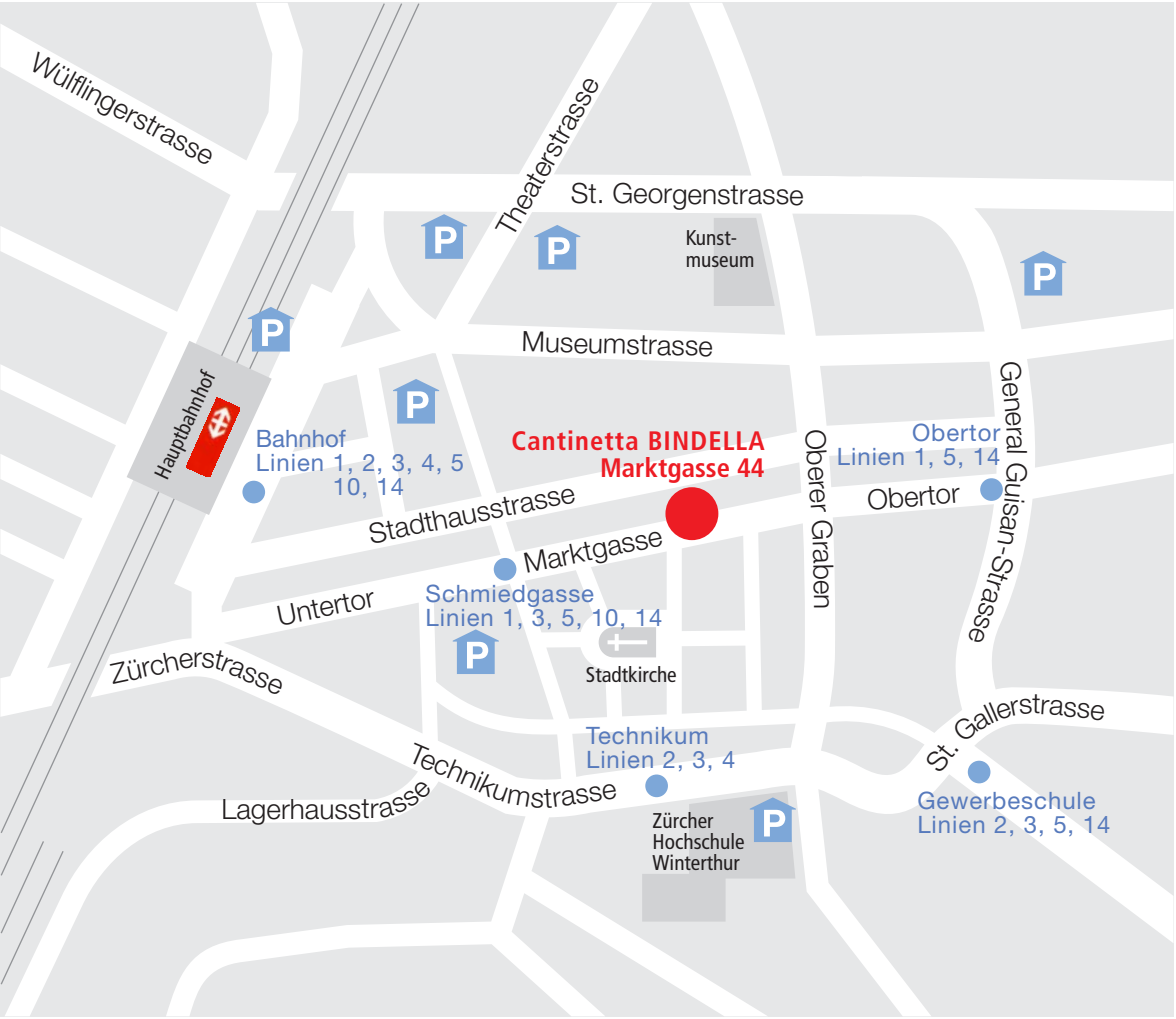 Wülflingerstrasse
Theaterstrasse
St. Georgenstrasse
P
P
Kunst-
museum
P
P
Museumstrasse
General Guisan-Strasse
Hauptbahnhof
P
Bahnhof
Linien 1, 2, 3, 4, 5
10, 14
Cantinetta BINDELLA
Marktgasse 44
Oberer Graben
Obertor
Linien 1, 5, 14
Obertor
Stadthausstrasse
Marktgasse
Untertor
Schmiedgasse
Linien 1, 3, 5, 10, 14
P
Stadtkirche
Zürcherstrasse
St. Gallerstrasse
Technikum
Linien 2, 3, 4
Technikumstrasse
Lagerhausstrasse
Gewerbeschule
Linien 2, 3, 5, 14
Zürcher
Hochschule
Winterthur
P